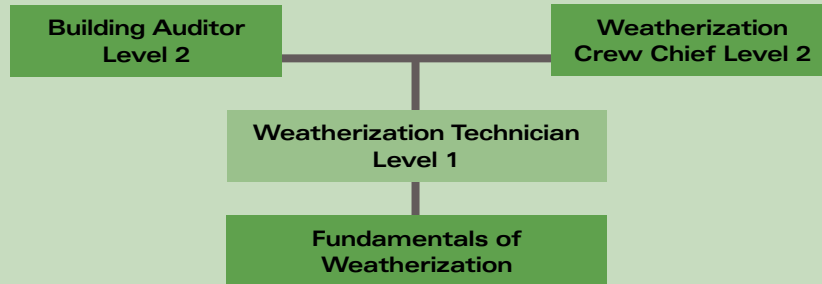 Building Auditor
Level 2
Weatherization
Crew Chief Level 2
Weatherization Technician
Level 1
Fundamentals of
Weatherization